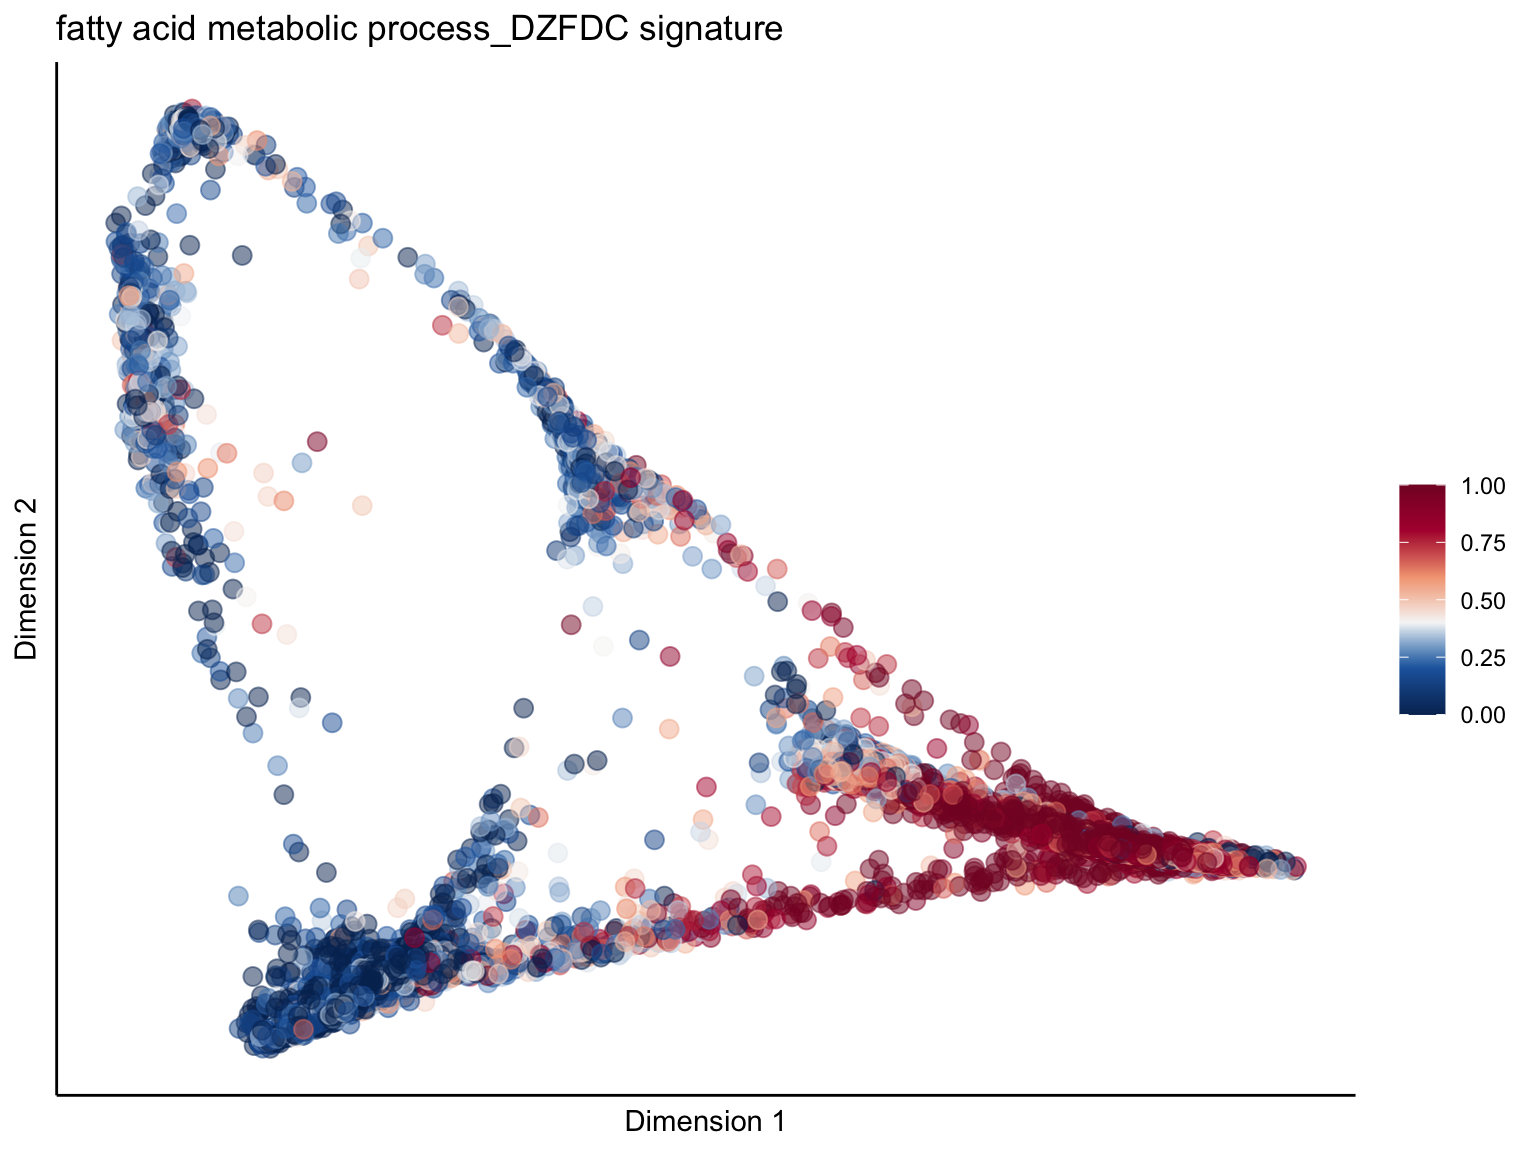 fatty acid metabolic process_DZFDC signature
Dimension 2
Dimension 1
1.00
0.75
0.50
0.25
0.00